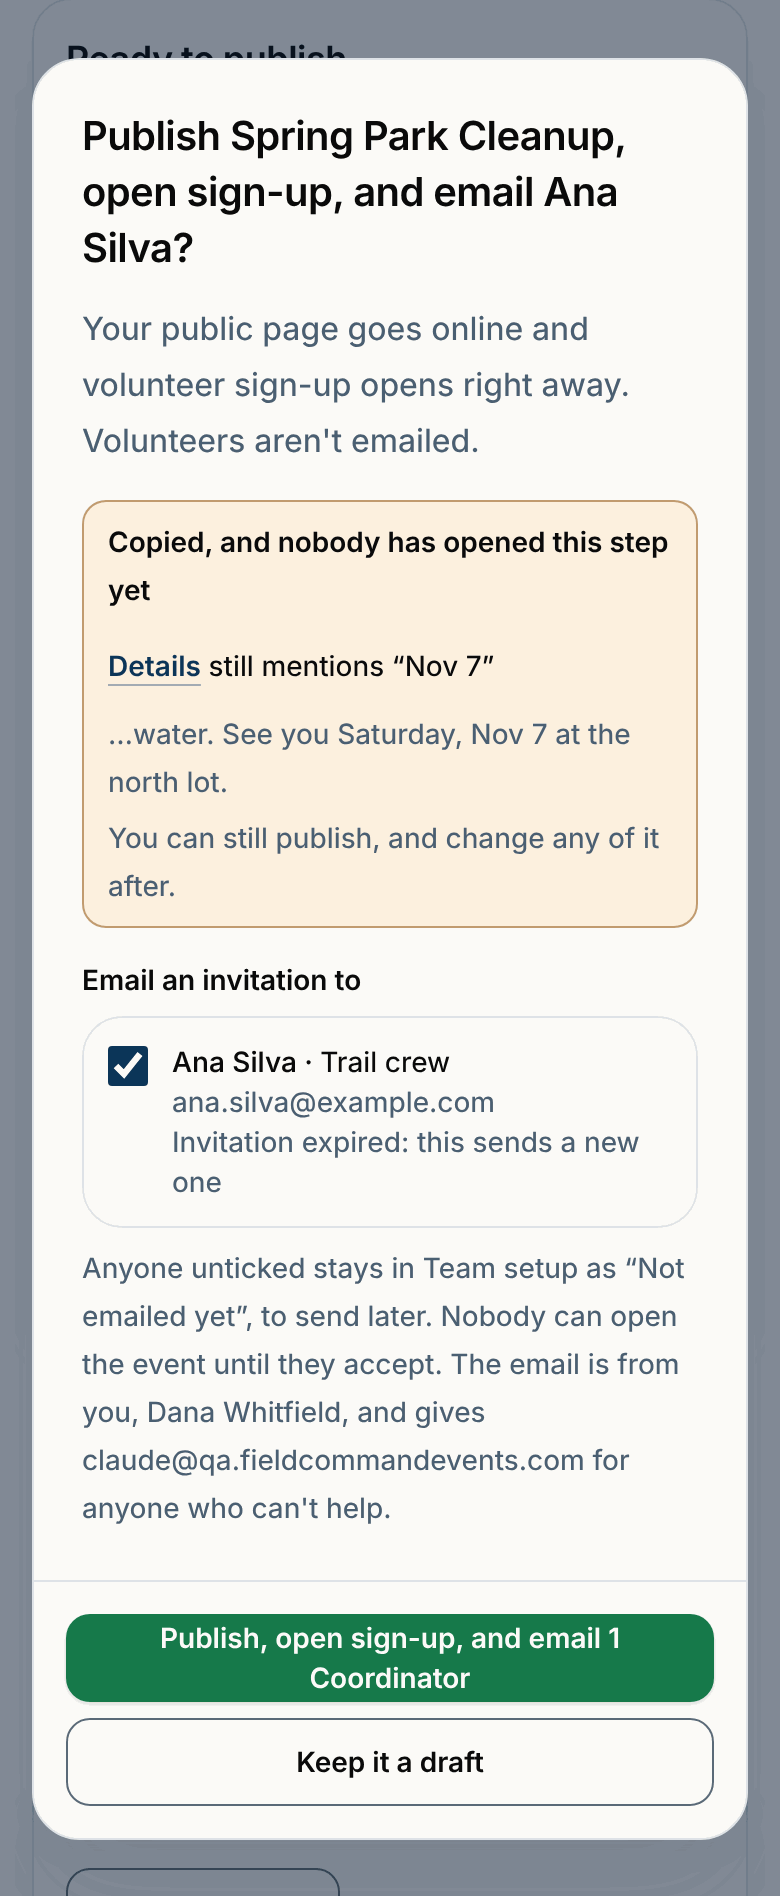 Ready to publish
Publish Spring Park Cleanup,
open sign-up, and email Ana
Silva?
Your public page goes online and
volunteer sign-up opens right away.
Volunteers aren't emailed.
Copied, and nobody has opened this step
yet
Details still mentions “Nov 7”
…water. See you Saturday, Nov 7 at the
north lot.
You can still publish, and change any of it
after.
Email an invitation to
Ana Silva · Trail crew
ana.silva@example.com
Invitation expired: this sends a new
one
Anyone unticked stays in Team setup as “Not
emailed yet”, to send later. Nobody can open
the event until they accept. The email is from
you, Dana Whitfield, and gives
claude@qa.fieldcommandevents.com for
anyone who can't help.
Publish, open sign-up, and email 1
Coordinator
Keep it a draft